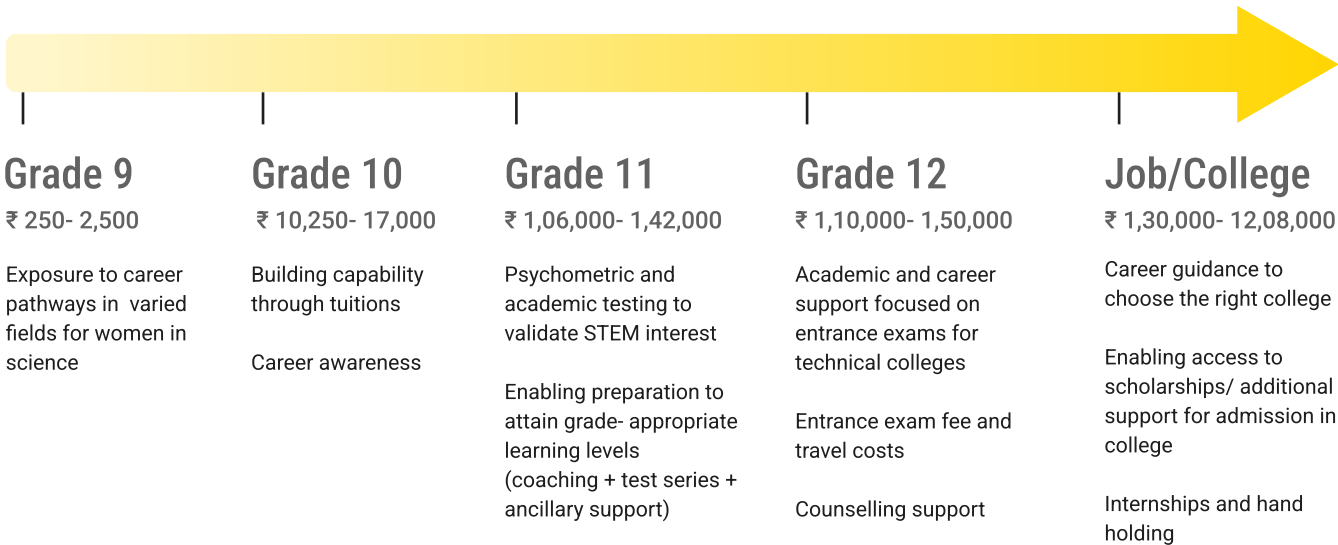 Grade 9
₹ 250- 2,500
Exposure to career
pathways in  varied
fields for women in
science
Grade 10
₹ 10,250- 17,000
Building capability
through tuitions
Career awareness
Grade 11
₹ 1,06,000- 1,42,000
Psychometric and
academic testing to
validate STEM interest
Enabling preparation to
attain grade- appropriate
learning levels
(coaching + test series +
ancillary support)
Grade 12
₹ 1,10,000- 1,50,000
Academic and career
support focused on
entrance exams for
technical colleges
Entrance exam fee and
travel costs
Counselling support
Job/College
₹ 1,30,000- 12,08,000
Career guidance to
choose the right college
Enabling access to
scholarships/ additional
support for admission in
college
Internships and hand
holding